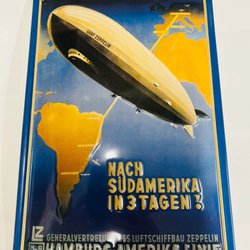 GRAF ZEPPELIN
NACH
SÜDAMERIKA
IN 3 TAGEN!
LZ
GENERALVERTRETUNG DES LUFTSCHIFFBAU ZEPPELIN
HAMBURG-AMERIKA LINIE